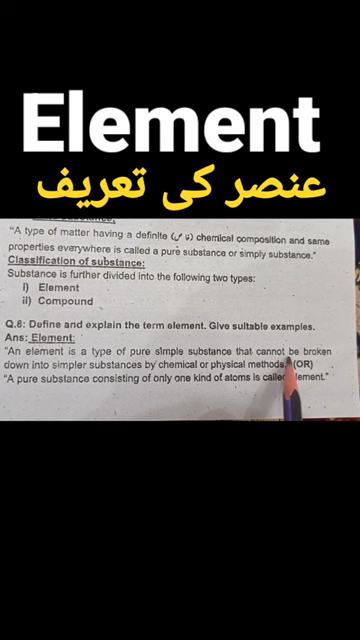 Element
عنصر کی تعریف
"A type of matter having a definite chemical composition and same
properties everywhere is called a pure substance or simply substance."
Classification of substance:
Substance is further divided into the following two types:
i) Element
ii) Compound
Q.6: Define and explain the term element. Give suitable examples.
Ans: Element:
"An element is a type of pure simple substance that cannot be broken
down into simpler substances by chemical or physical methods. (OR)
"A pure substance consisting of only one kind of atoms is called element."